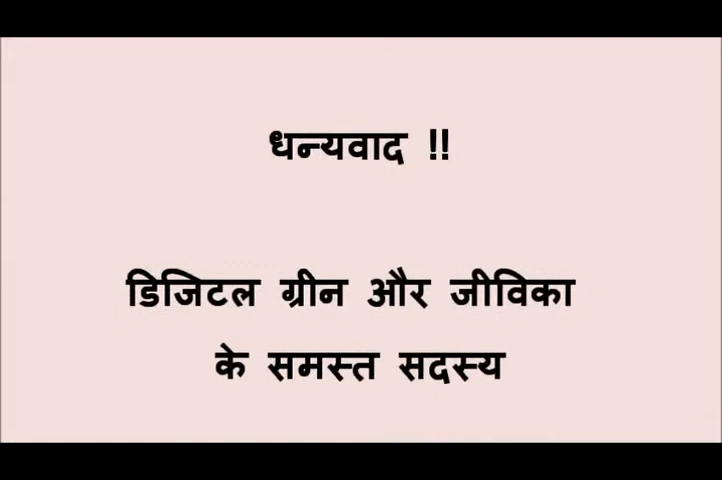 धन्यवाद !!
डिजिटल ग्रीन और जीविका
के समस्त सदस्य